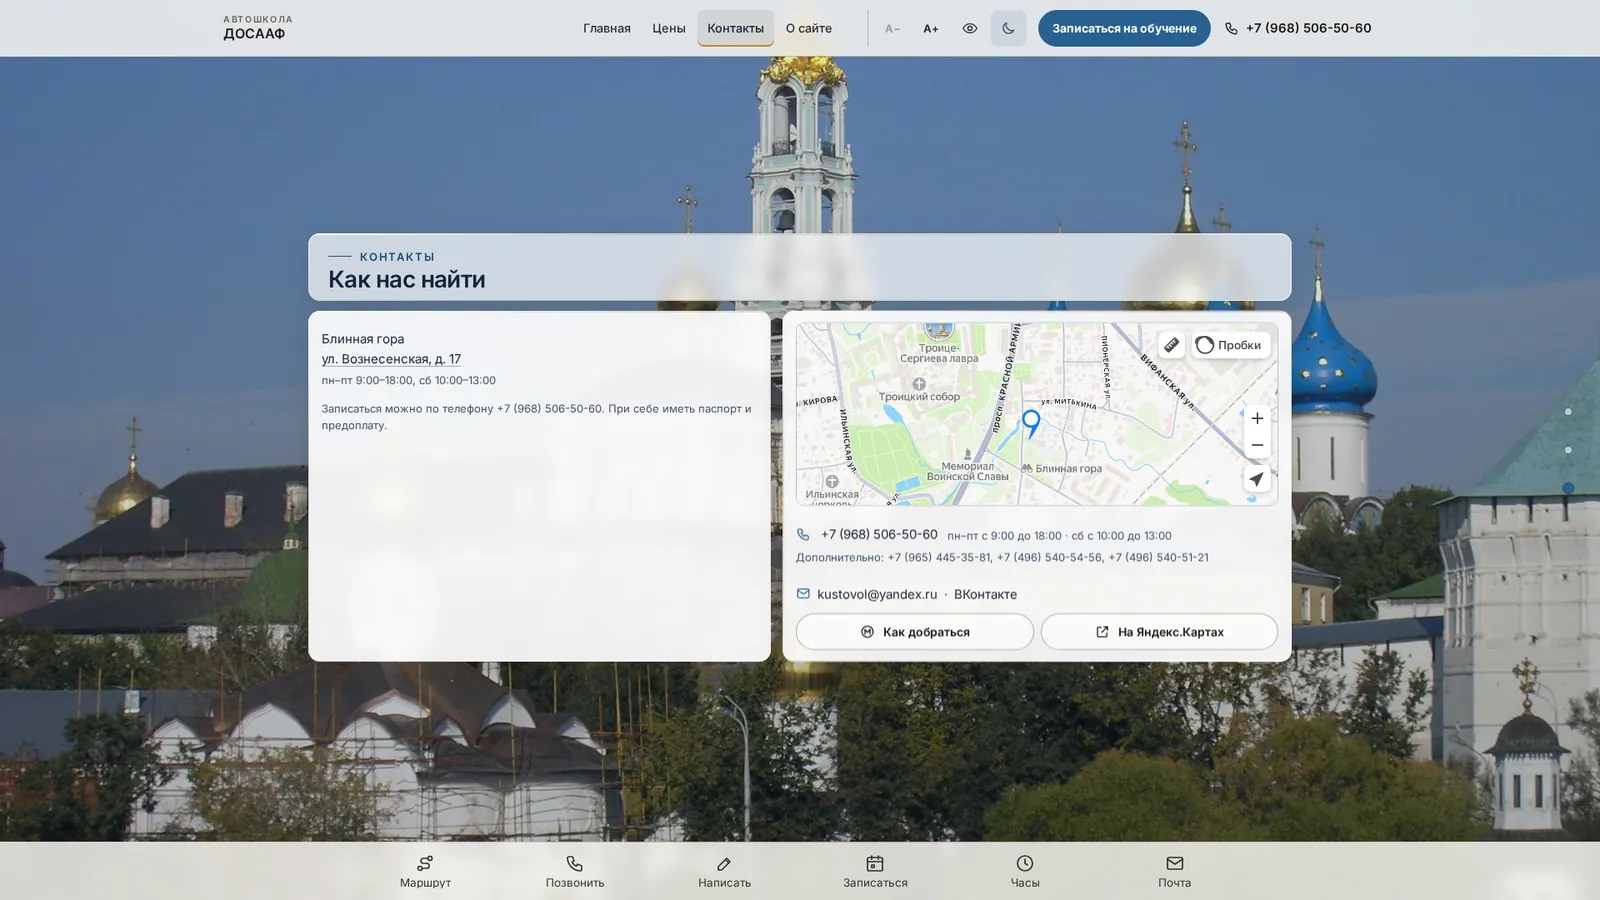 АВТОШКОЛА
ДОСААФ
Главная
Цены
Контакты
О сайте
A−
A+
Записаться на обучение
+7 (968) 506-50-60
КОНТАКТЫ
Как нас найти
Блинная гора
ул. Вознесенская, д. 17
пн–пт 9:00–18:00, сб 10:00–13:00
Записаться можно по телефону +7 (968) 506-50-60. При себе иметь паспорт и
предоплату.
Троице-
Сергиева лавра
Троицкий собор
КИРОВА
ИЛЬИНСКАЯ УЛ.
просп. КРАСНОЙ АРМИИ
ПИОНЕРСКАЯ УЛ.
ВИФАНСКАЯ УЛ.
УЛ. МИТЬКИНА
Пробки
Мемориал
Воинской Славы
Блинная гора
Ильинская
церковь
+7 (968) 506-50-60 пн–пт с 9:00 до 18:00 · сб с 10:00 до 13:00
Дополнительно: +7 (965) 445-35-81, +7 (496) 540-54-56, +7 (496) 540-51-21
kustovol@yandex.ru · ВКонтакте
Как добраться
На Яндекс.Картах
Маршрут
Позвонить
Написать
Записаться
Часы
Почта